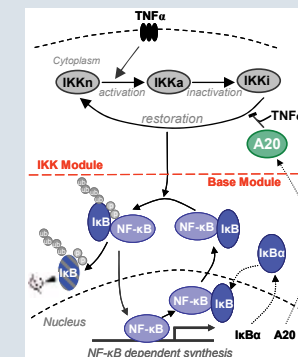 TNFα
Cytoplasm
IKKn
IKKa
IKKi
activation
inactivation
restoration
TNFα
A20
IKK Module
Base Module
IκB
NF-κB
NF-κB
IκB
IκB
IκBα
NF-κB
IκB
Nucleus
NF-κB
IκBα
A20
NF-κB dependent synthesis